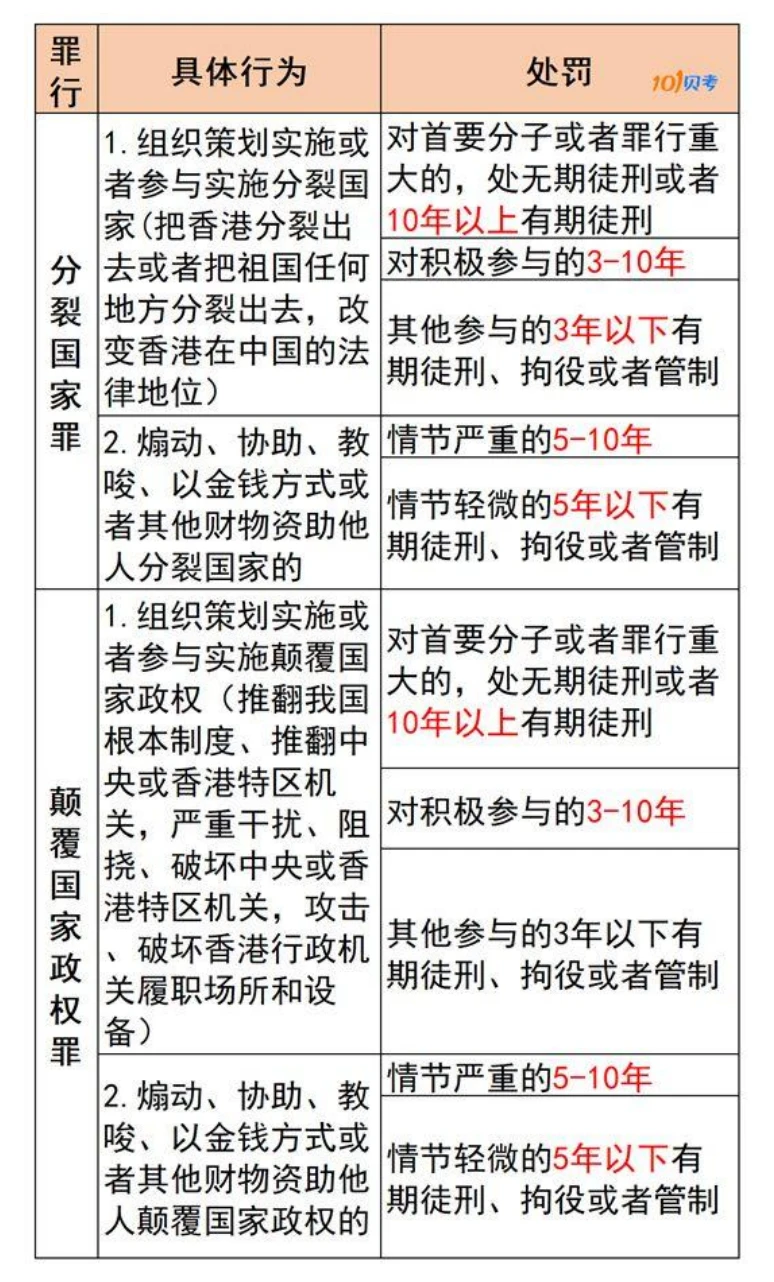 罪行
具体行为
处罚
101贝考
分裂国家罪
1.组织策划实施或
者参与实施分裂国
家(把香港分裂出
去或者把祖国任何
地方分裂出去，改
变香港在中国的法
律地位）
对首要分子或者罪行重
大的，处无期徒刑或者
10年以上有期徒刑
对积极参与的3-10年
其他参与的3年以下有
期徒刑、拘役或者管制
2.煽动、协助、教
唆、以金钱方式或
者其他财物资助他
人分裂国家的
情节严重的5-10年
情节轻微的5年以下有
期徒刑、拘役或者管制
颠覆国家政权罪
1.组织策划实施或
者参与实施颠覆国
家政权（推翻我国
根本制度、推翻中
央或香港特区机
关，严重干扰、阻
挠、破坏中央或香
港特区机关，攻击
、破坏香港行政机
关履职场所和设
备）
对首要分子或者罪行重
大的，处无期徒刑或者
10年以上有期徒刑
对积极参与的3-10年
其他参与的3年以下有
期徒刑、拘役或者管制
2.煽动、协助、教
唆、以金钱方式或
者其他财物资助他
人颠覆国家政权的
情节严重的5-10年
情节轻微的5年以下有
期徒刑、拘役或者管制